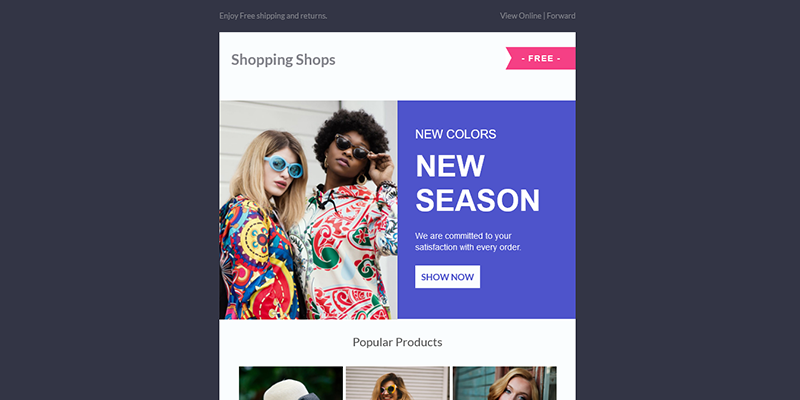 Enjoy Free shipping and returns.
View Online | Forward
Shopping Shops
- FREE -
NEW COLORS
NEW
SEASON
We are committed to your
satisfaction with every order.
SHOW NOW
Popular Products